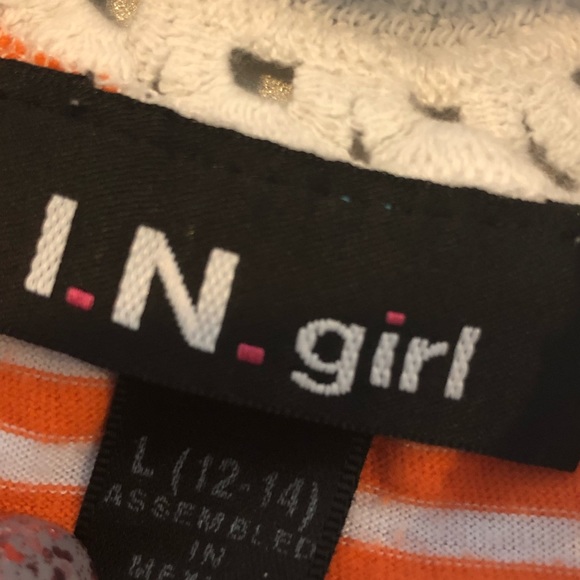 I.N. girl
L (12-14)
ASSEMBLED
IN